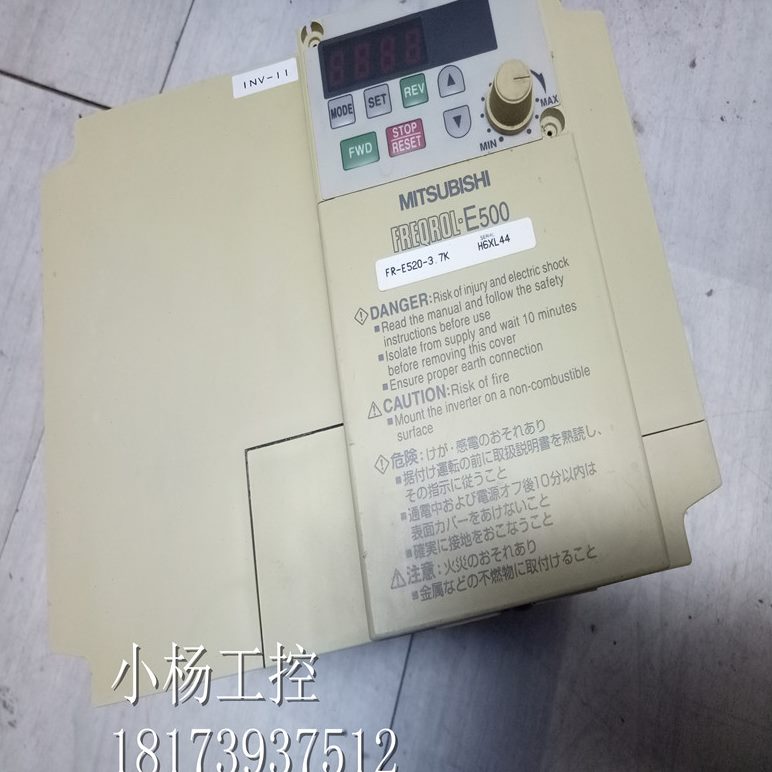 INV-11
8888
MODE
SET
REV
FWD
STOP
RESET
MIN
MAX
MITSUBISHI
FREQROL-E500
FR-E520-3.7K
SERIAL
H6XL44
DANGER: Risk of injury and electric shock
■ Read the manual and follow the safety
instructions before use
■ Isolate from supply and wait 10 minutes
before removing this cover
■ Ensure proper earth connection
CAUTION: Risk of fire
■ Mount the inverter on a non-combustible
surface
危険：けが・感電のおそれあり
■据付け運転の前に取扱説明書を熟読し、
その指示に従うこと
■通電中および電源オフ後10分以内は
表面カバーをあけないこと
■確実に接地をおこなうこと
注意：火災のおそれあり
■金属などの不燃物に取付けること
小杨工控
18173937512